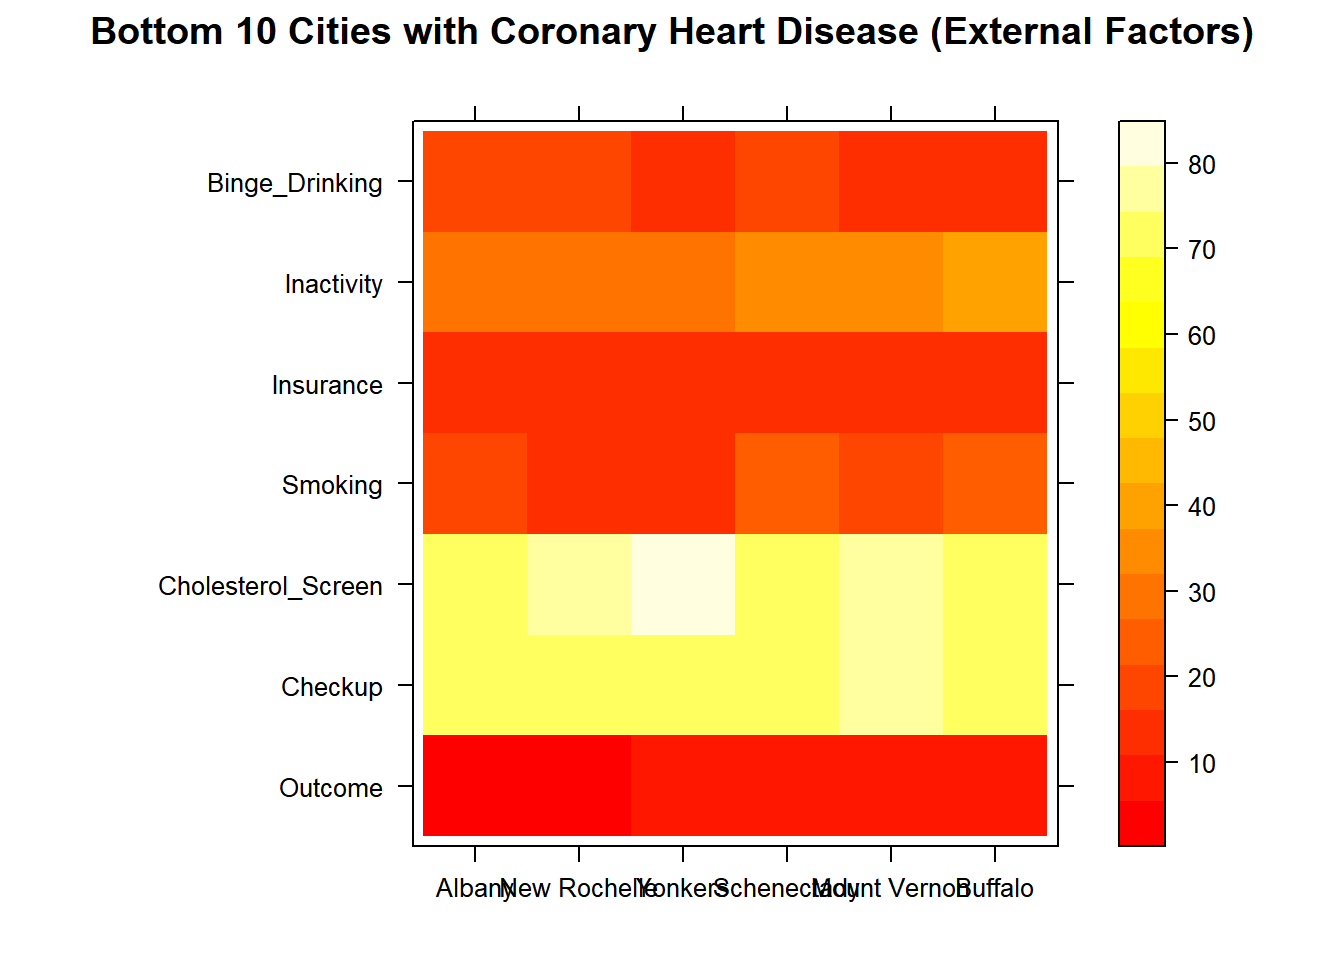 Bottom 10 Cities with Coronary Heart Disease (External Factors)
Binge_Drinking
Inactivity
Insurance
Smoking
Cholesterol_Screen
Checkup
Outcome
Albany New Rochelle Yonkers Schenectady Mount Vernon Buffalo
80
70
60
50
40
30
20
10